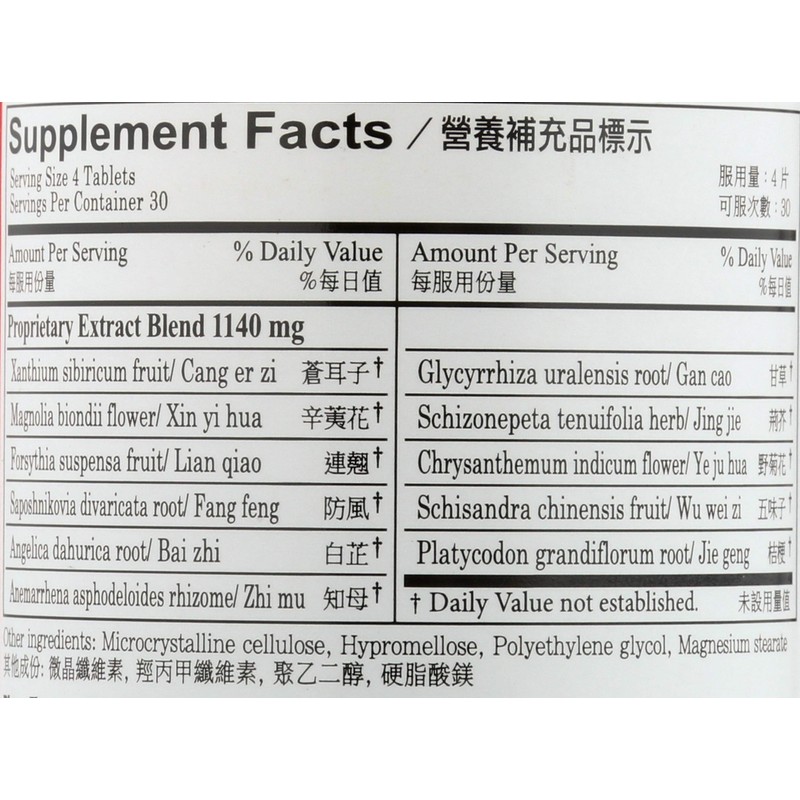 Supplement Facts / 營養補充品標示
Serving Size 4 Tablets
服用量：4 片
Servings Per Container 30
可服次數：30
Amount Per Serving % Daily Value
每服用份量 %每日值
Proprietary Extract Blend 1140 mg
Xanthium sibiricum fruit/ Cang er zi 蒼耳子†
Magnolia biondii flower/ Xin yi hua 辛荑花†
Forsythia suspensa fruit/ Lian qiao 連翹†
Saposhnikovia divaricata root/ Fang feng 防風†
Angelica dahurica root/ Bai zhi 白芷†
Anemarrhena asphodeloides rhizome/ Zhi mu 知母†
Amount Per Serving % Daily Value
每服用份量 %每日值
Glycyrrhiza uralensis root/ Gan cao 甘草†
Schizonepeta tenuifolia herb/ Jing jie 荊芥†
Chrysanthemum indicum flower/ Ye ju hua 野菊花†
Schisandra chinensis fruit/ Wu wei zi 五味子†
Platycodon grandiflorum root/ Jie geng 桔梗†
† Daily Value not established. 未設用量值
Other ingredients: Microcrystalline cellulose, Hypromellose, Polyethylene glycol, Magnesium stearate
其他成份: 微晶纖維素, 羥丙甲纖維素, 聚乙二醇, 硬脂酸鎂